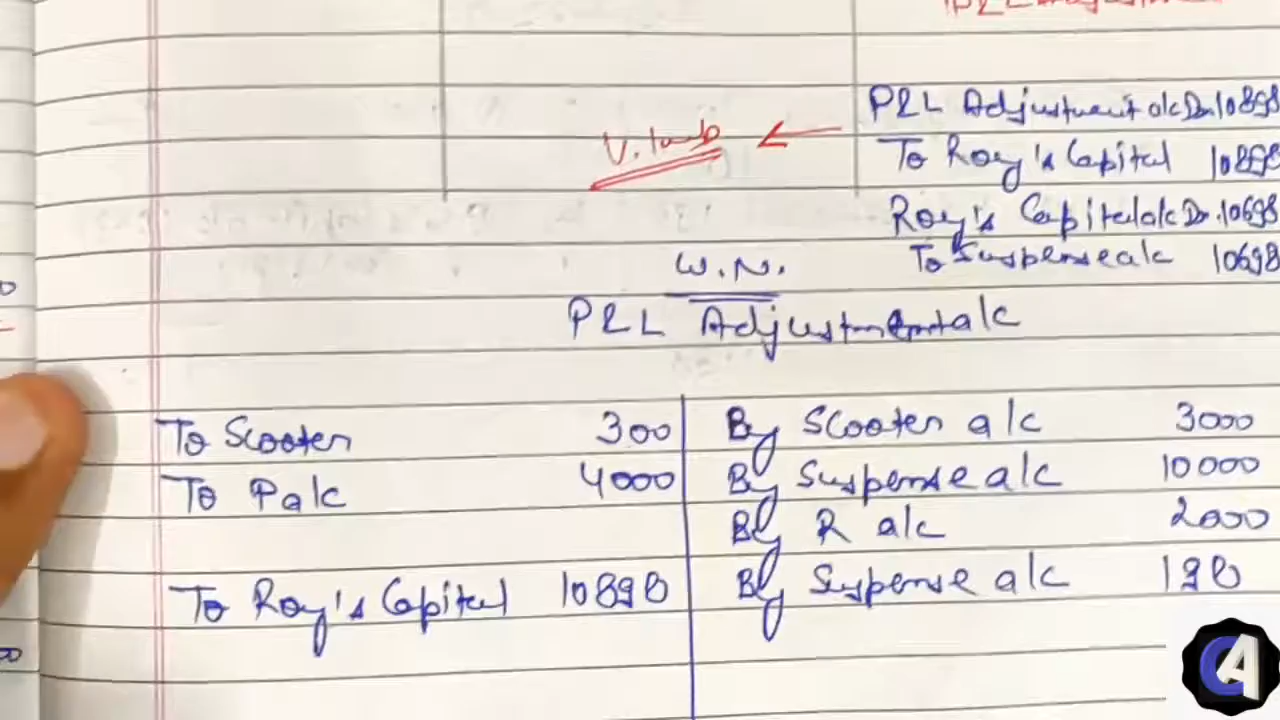 P&L Adjustment a/c Dr. 10898
To Roy's Capital 10898
V. Imp
Roy's Capital a/c Dr. 10698
To Suspense a/c 10698
W.N.
P&L Adjustment a/c
To Scooter 300 By Scooter a/c 3000
To P a/c 4000 By Suspense a/c 10000
By R a/c 2000
To Roy's Capital 10898 By Suspense a/c 198
CA